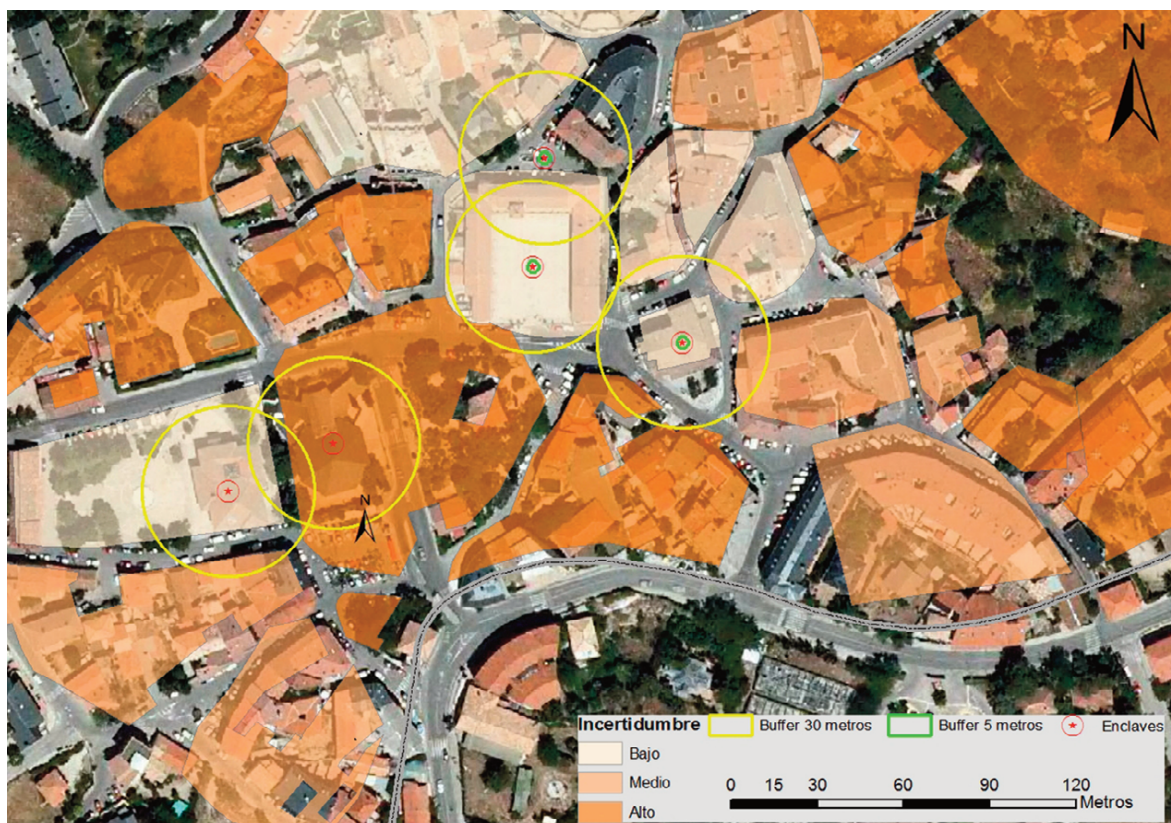 N
N
Incertidumbre Buffer 30 metros Buffer 5 metros Enclaves
Bajo
Medio
Alto
0 15 30 60 90 120
Metros